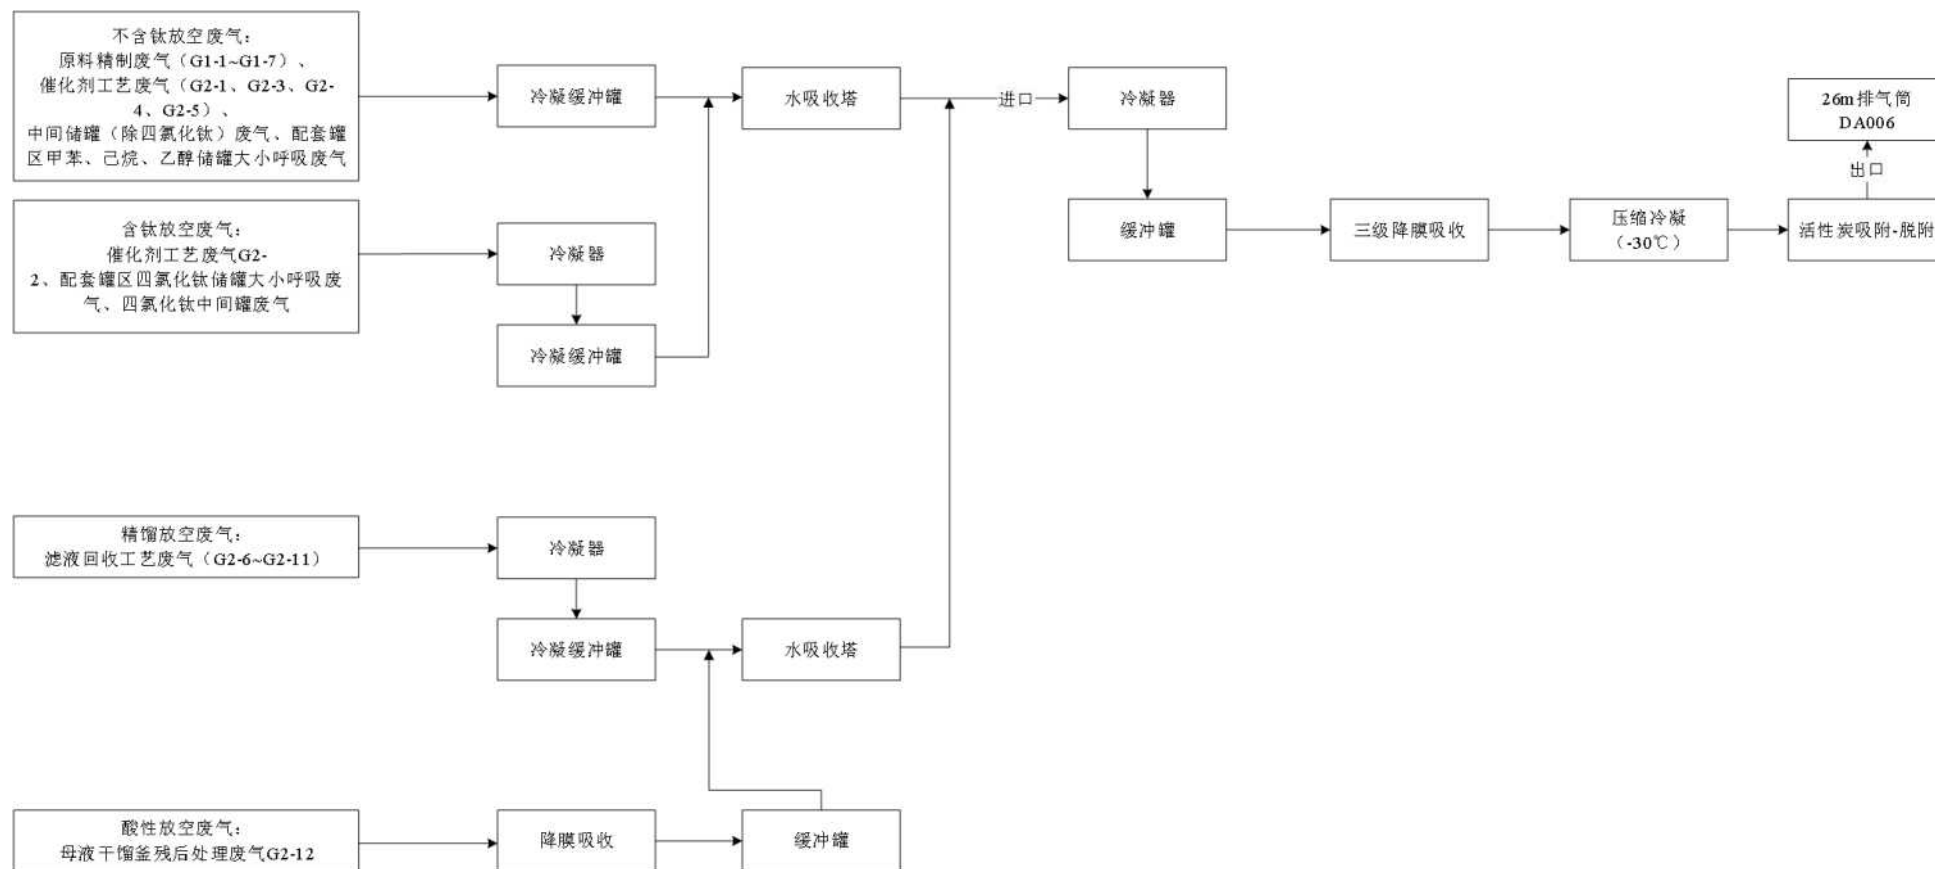 不含钛放空废气：
原料精制废气（G1-1~G1-7）、
催化剂工艺废气（G2-1、G2-3、G2-
4、G2-5）、
中间储罐（除四氯化钛）废气、配套罐
区甲苯、己烷、乙醇储罐大小呼吸废气
冷凝缓冲罐
水吸收塔
进口
冷凝器
26m排气筒
DA006
出口
含钛放空废气：
催化剂工艺废气G2-
2、配套罐区四氯化钛储罐大小呼吸废
气、四氯化钛中间罐废气
冷凝器
缓冲罐
三级降膜吸收
压缩冷凝
（-30℃）
活性炭吸附-脱附
冷凝缓冲罐
精馏放空废气：
滤液回收工艺废气（G2-6~G2-11）
冷凝器
冷凝缓冲罐
水吸收塔
酸性放空废气：
母液干馏釜残后处理废气G2-12
降膜吸收
缓冲罐